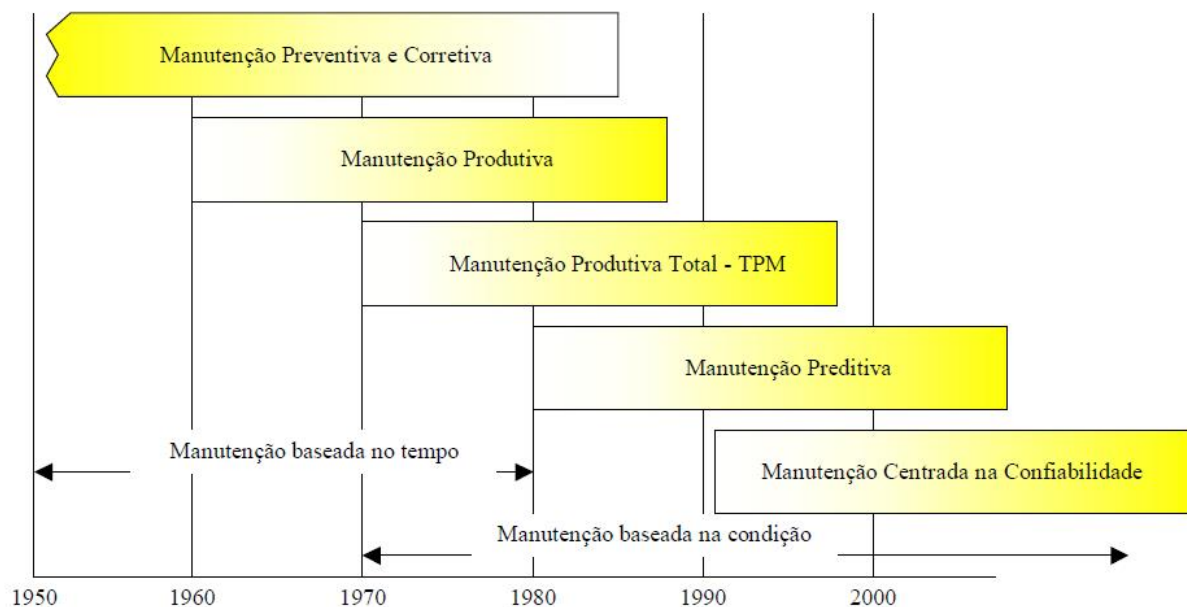 Manutenção Preventiva e Corretiva
Manutenção Produtiva
Manutenção Produtiva Total - TPM
Manutenção Preditiva
Manutenção baseada no tempo
Manutenção Centrada na Confiabilidade
Manutenção baseada na condição
1950 1960 1970 1980 1990 2000